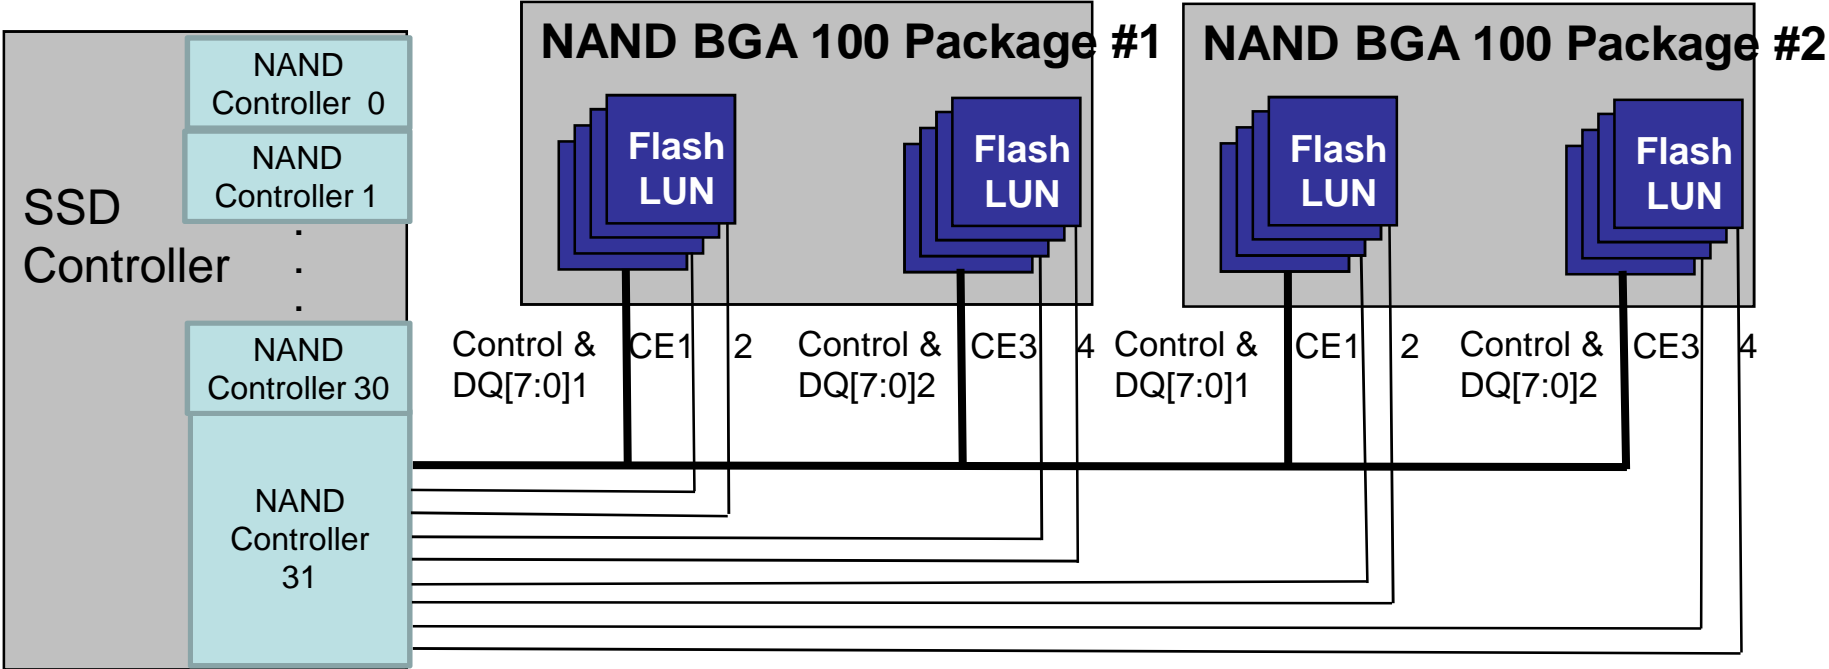 NAND BGA 100 Package #1
NAND BGA 100 Package #2
NAND
Controller 0
NAND
Controller 1
SSD
Controller
.
.
.
NAND
Controller 30
NAND
Controller
31
Flash
LUN
Flash
LUN
Flash
LUN
Flash
LUN
Control &
DQ[7:0]1
CE1
2
Control &
DQ[7:0]2
CE3
4
Control &
DQ[7:0]1
CE1
2
Control &
DQ[7:0]2
CE3
4